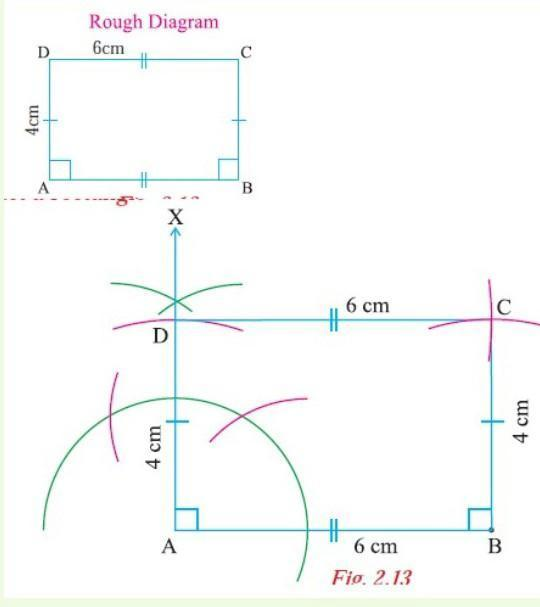 Rough Diagram
D 6cm C
4cm
A B
X
6 cm C
D
4 cm 4 cm
A 6 cm B
Fig. 2.13